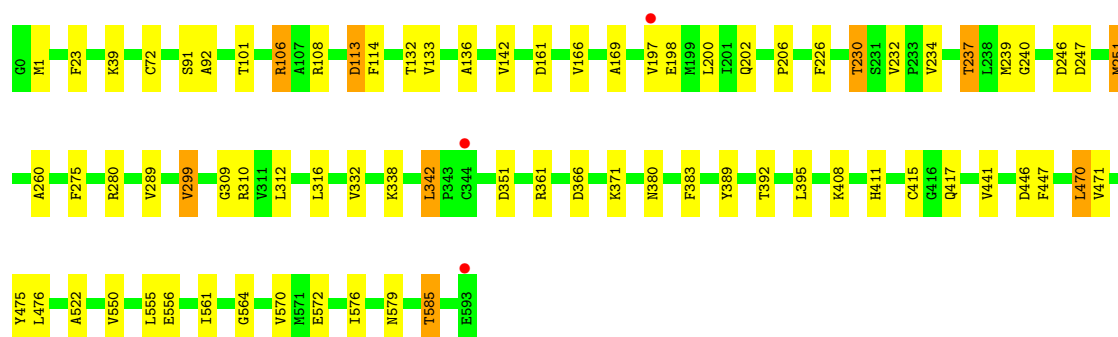 G0 M1 F23 K39 C72 S91 A92 T101 R106 A107 R108 D113 F114 T132 V133 A136 V142 D161 V166 A169 V197 E198 M199 L200 I201 Q202 P206 F226 T230 S231 V232 P233 V234 T237 L238 M239 G240 D246 D247 M251
A260 F275 R280 V289 V299 G309 R310 V311 L312 L316 V332 K338 L342 P343 C344 D351 R361 D366 K371 N380 F383 Y389 T392 L395 K408 H411 C415 G416 Q417 V441 D446 F447 L470 V471
Y475 L476 A522 V550 L555 E556 I561 G564 V570 M571 E572 I576 N579 T585 E593